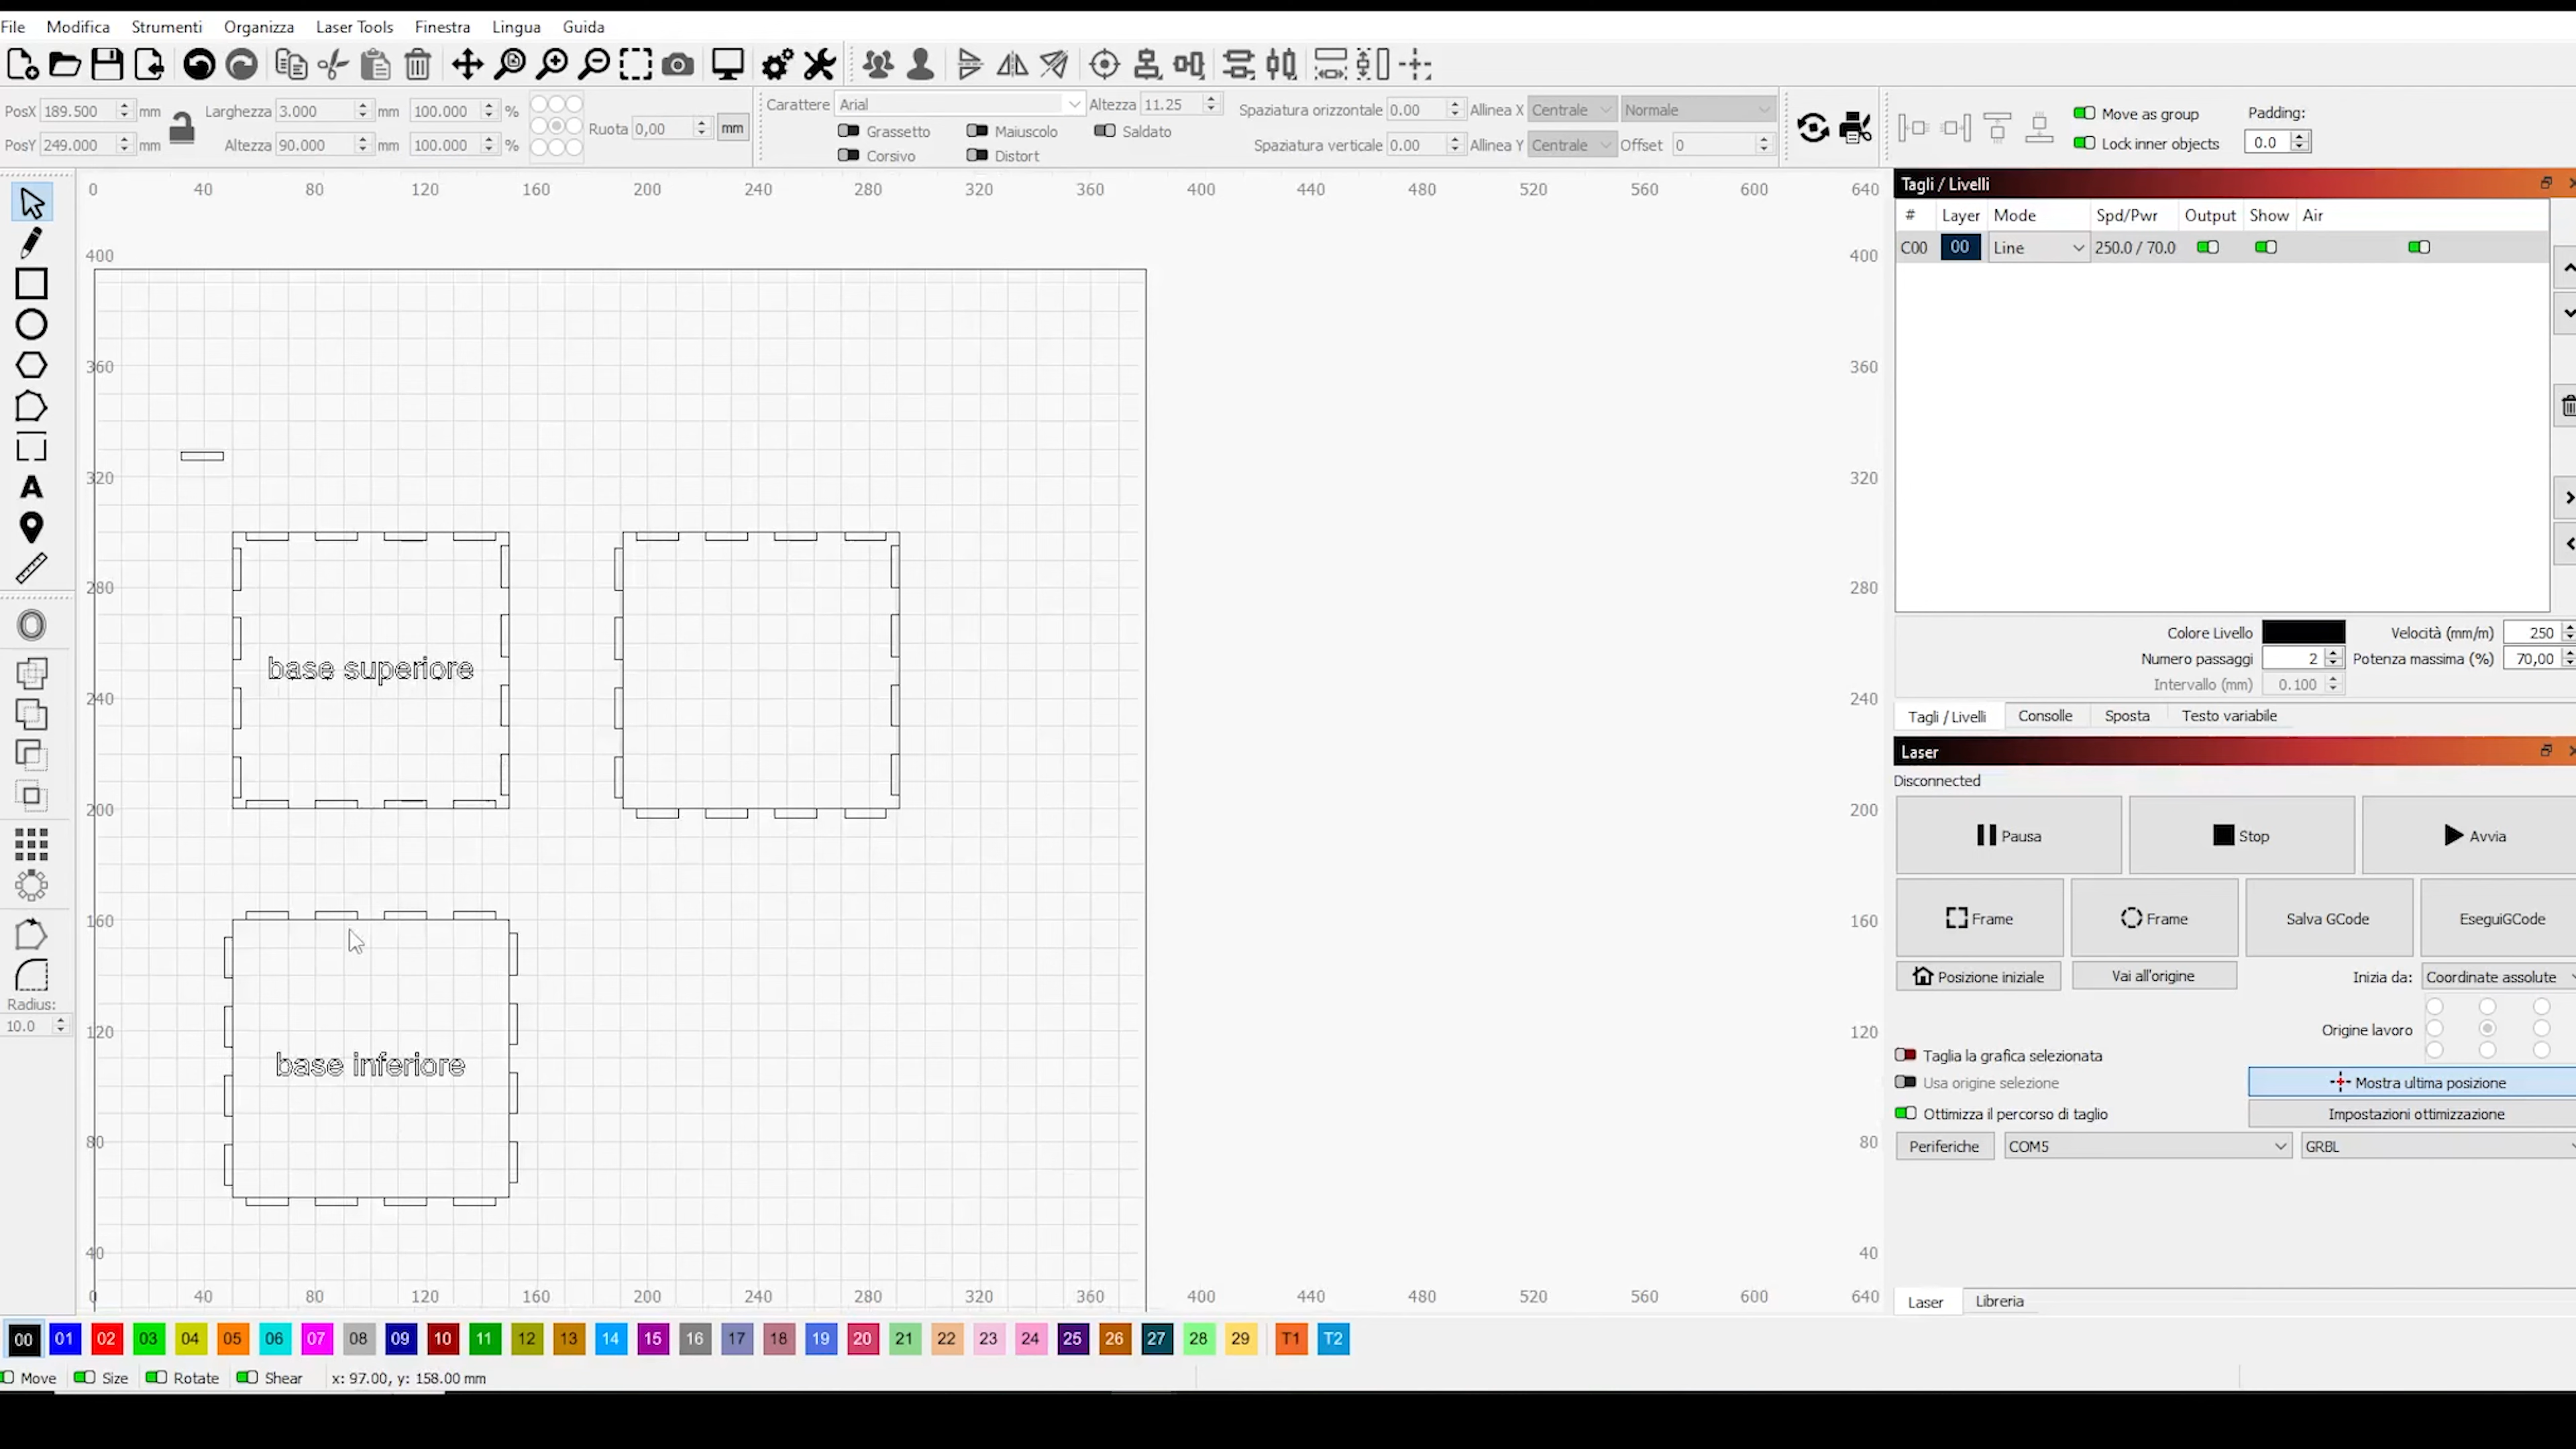 File Modifica Strumenti Organizza Laser Tools Finestra Lingua Guida
PosX 189.500 mm Larghezza 3.000 mm 100.000 % Ruota 0,00 mm Carattere Arial Altezza 11.25 Spaziatura orizzontale 0.00 Allinea X Centrale Normale Move as group Padding:
Grassetto Maiuscolo Saldato
PosY 249.000 mm Altezza 90.000 mm 100.000 % Corsivo Distort Spaziatura verticale 0.00 Allinea Y Centrale Offset 0 Lock inner objects 0.0
0 40 80 120 160 200 240 280 320 360 400 440 480 520 560 600 640
400 400
360 360
320 320
280 280
base superiore
240 240
200 200
160 160
base inferiore
120 120
80 80
40 40
0 40 80 120 160 200 240 280 320 360 400 440 480 520 560 600 640
A
Radius:
10.0
Tagli / Livelli
# Layer Mode Spd/Pwr Output Show Air
C00 00 Line 250.0 / 70.0
Colore Livello Velocità (mm/m) 250
Numero passaggi 2 Potenza massima (%) 70,00
Intervallo (mm) 0.100
Tagli / Livelli Consolle Sposta Testo variabile
Laser
Disconnected
Pausa Stop Avvia
Frame Frame Salva GCode EseguiGCode
Posizione iniziale Vai all'origine Inizia da: Coordinate assolute
Origine lavoro
Taglia la grafica selezionata
Usa origine selezione Mostra ultima posizione
Ottimizza il percorso di taglio Impostazioni ottimizzazione
Periferiche COM5 GRBL
Laser Libreria
00 01 02 03 04 05 06 07 08 09 10 11 12 13 14 15 16 17 18 19 20 21 22 23 24 25 26 27 28 29 T1 T2
Move Size Rotate Shear x: 97.00, y: 158.00 mm